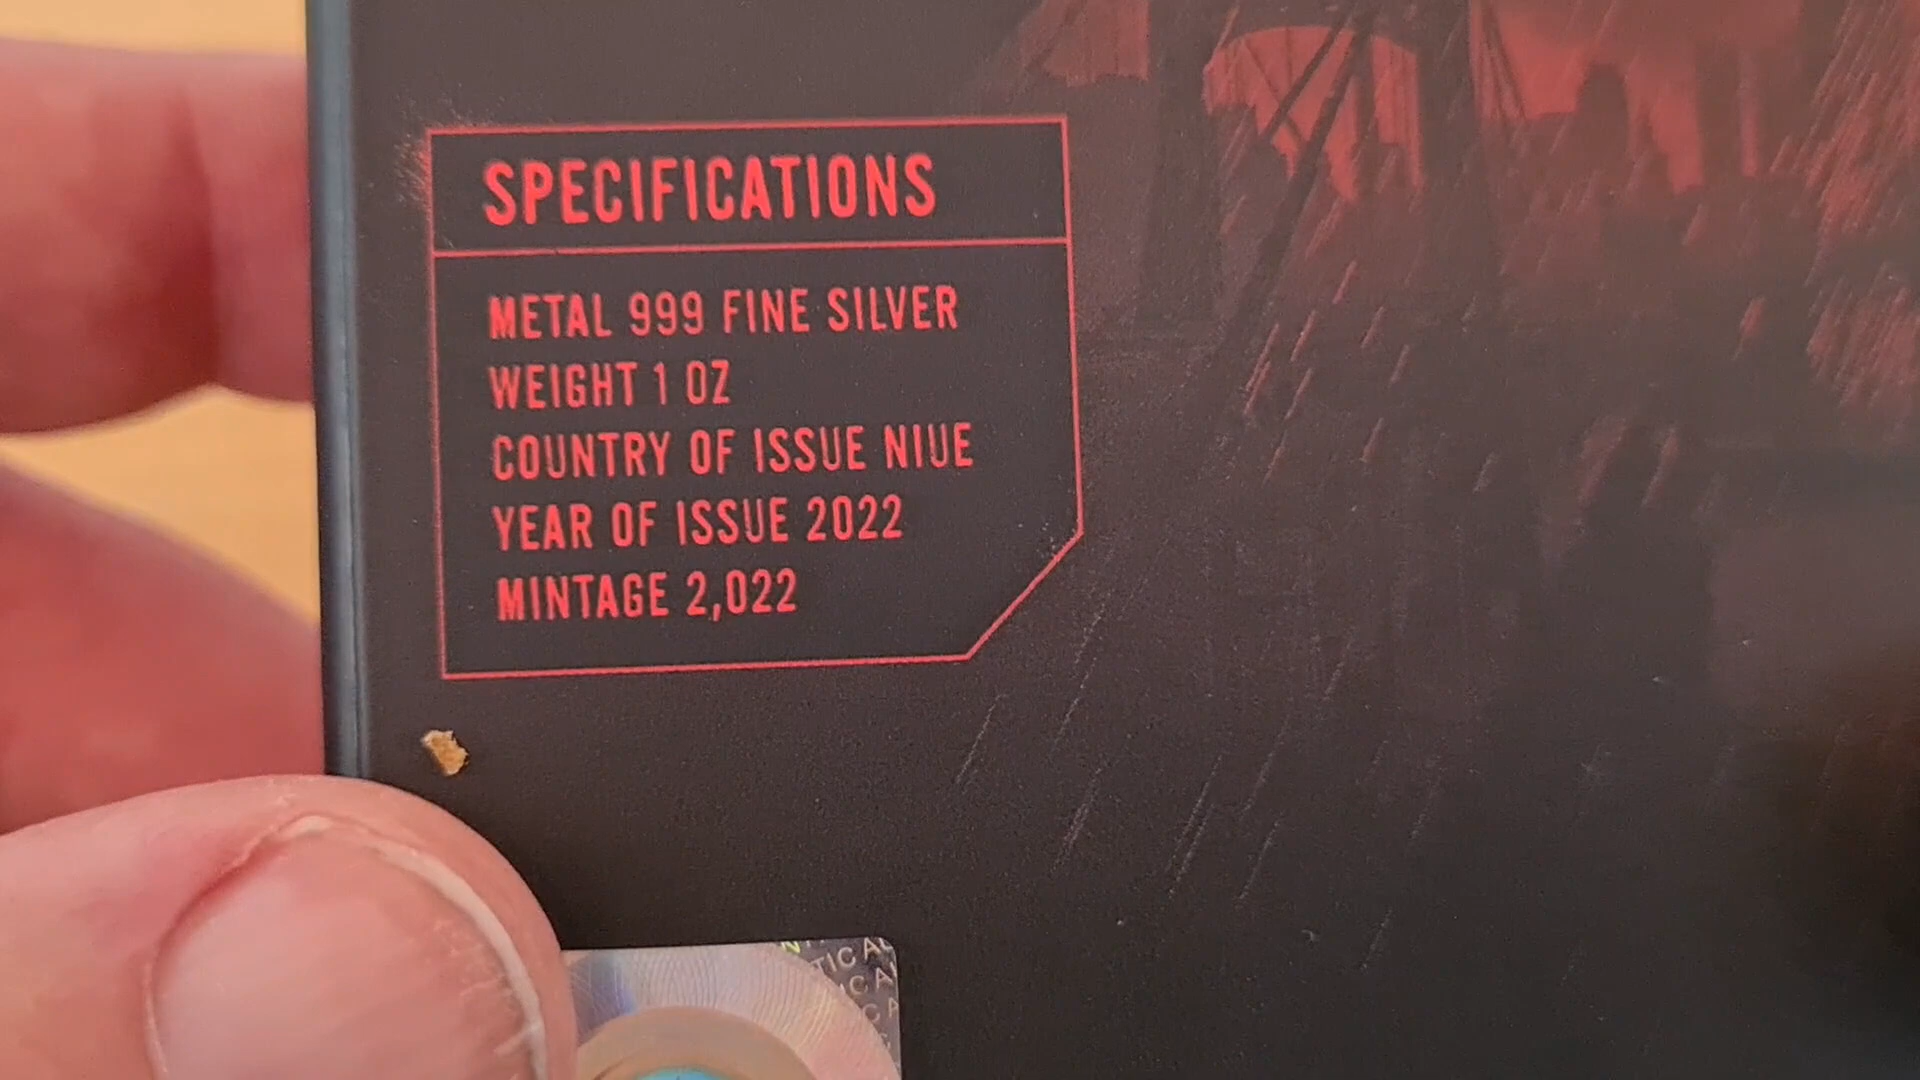 SPECIFICATIONS
METAL 999 FINE SILVER
WEIGHT 1 OZ
COUNTRY OF ISSUE NIUE
YEAR OF ISSUE 2022
MINTAGE 2,022